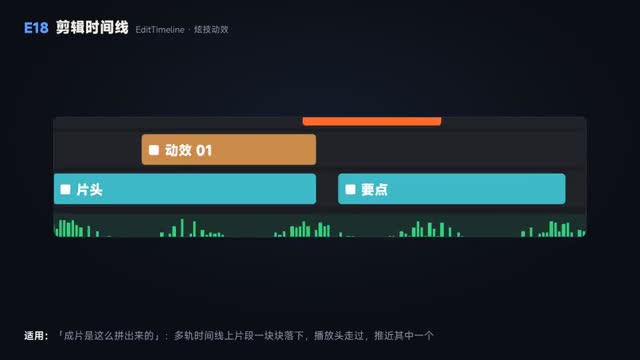 E18 剪辑时间线 EditTimeline · 炫技动效
动效 01
片头 要点
适用：「成片是这么拼出来的」：多轨时间线上片段一块块落下，播放头走过，推近其中一个